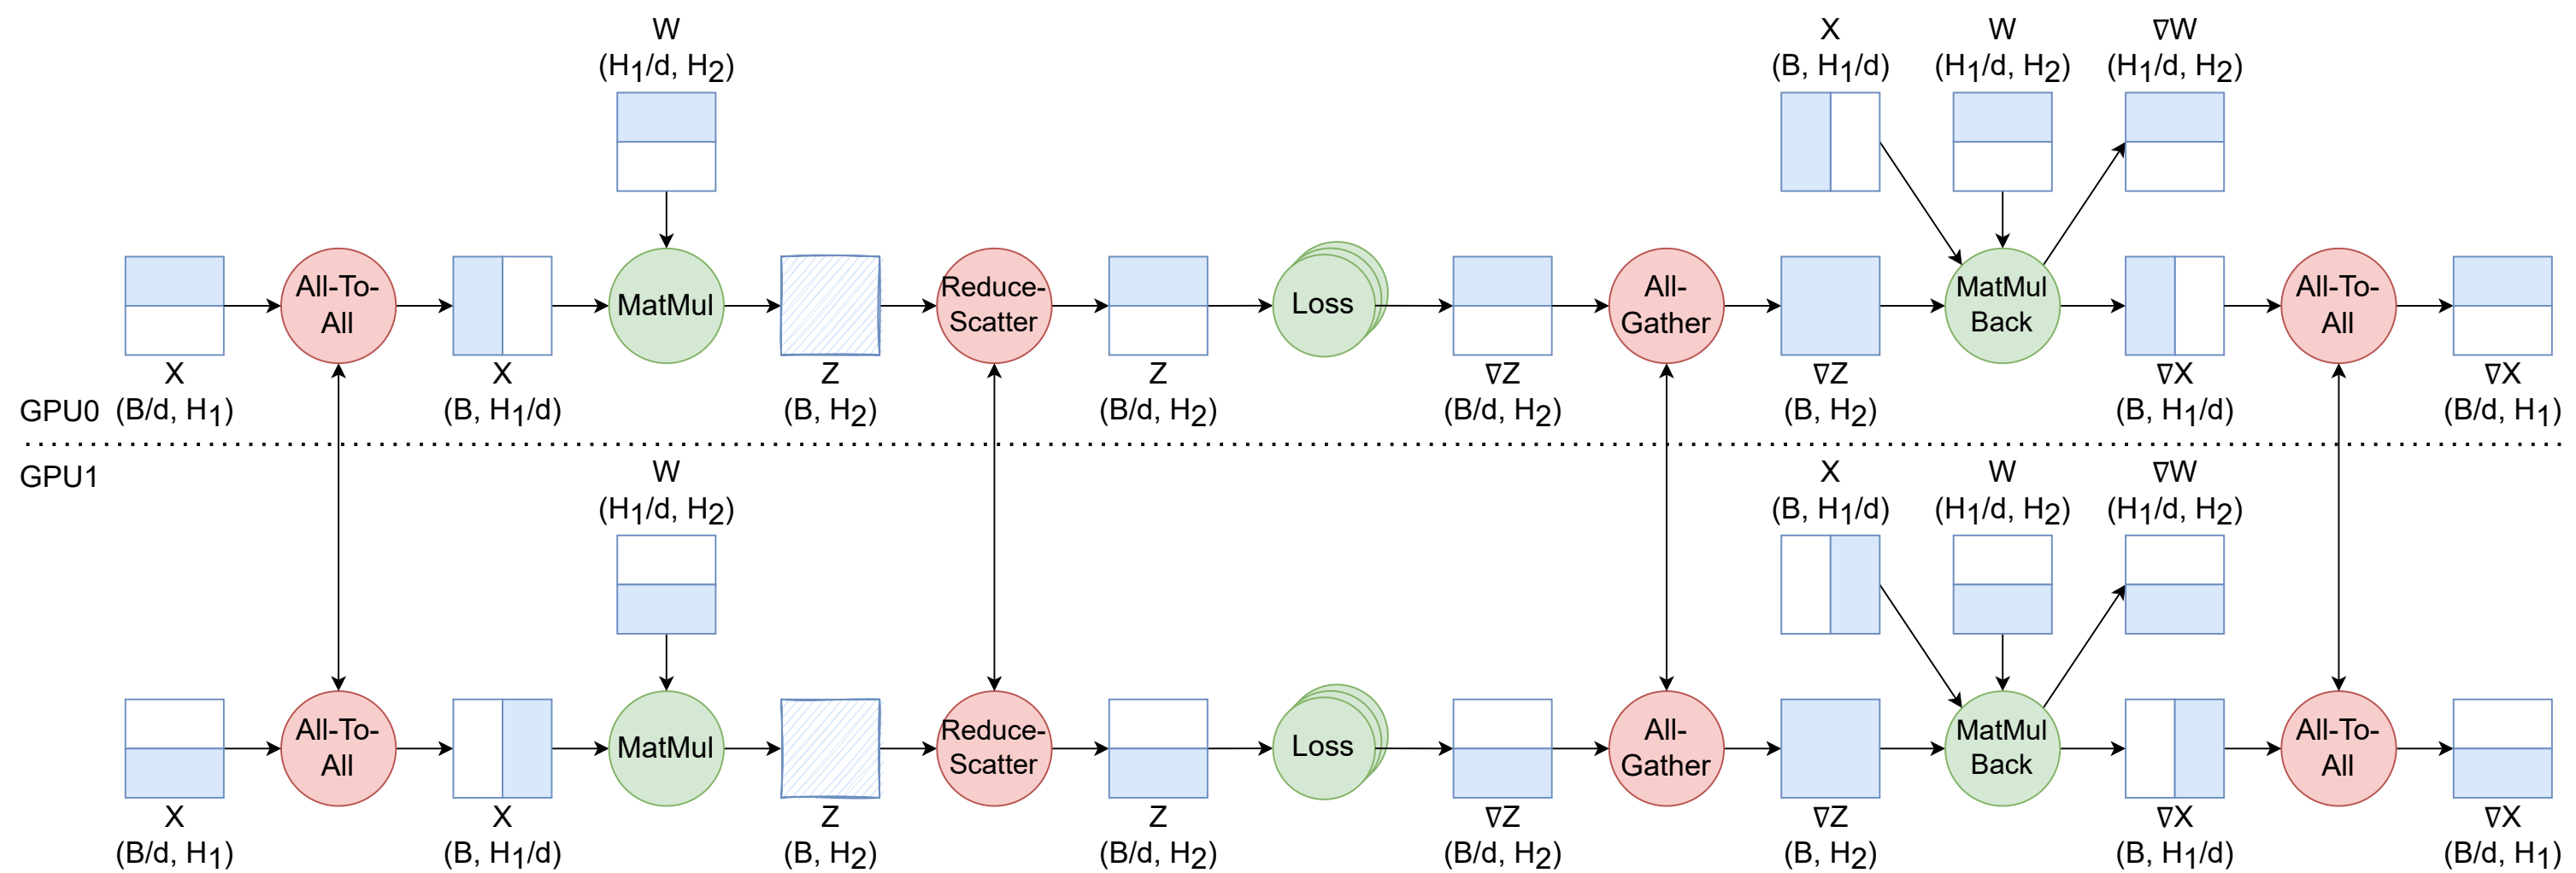 W
(H1/d, H2)
X
(B, H1/d)
W
(H1/d, H2)
∇W
(H1/d, H2)
All-To-
All
MatMul
Reduce-
Scatter
Loss
All-
Gather
MatMul
Back
All-To-
All
X
(B/d, H1)
X
(B, H1/d)
Z
(B, H2)
Z
(B/d, H2)
∇Z
(B/d, H2)
∇Z
(B, H2)
∇X
(B, H1/d)
∇X
(B/d, H1)
GPU0
GPU1
W
(H1/d, H2)
X
(B, H1/d)
W
(H1/d, H2)
∇W
(H1/d, H2)
All-To-
All
MatMul
Reduce-
Scatter
Loss
All-
Gather
MatMul
Back
All-To-
All
X
(B/d, H1)
X
(B, H1/d)
Z
(B, H2)
Z
(B/d, H2)
∇Z
(B/d, H2)
∇Z
(B, H2)
∇X
(B, H1/d)
∇X
(B/d, H1)